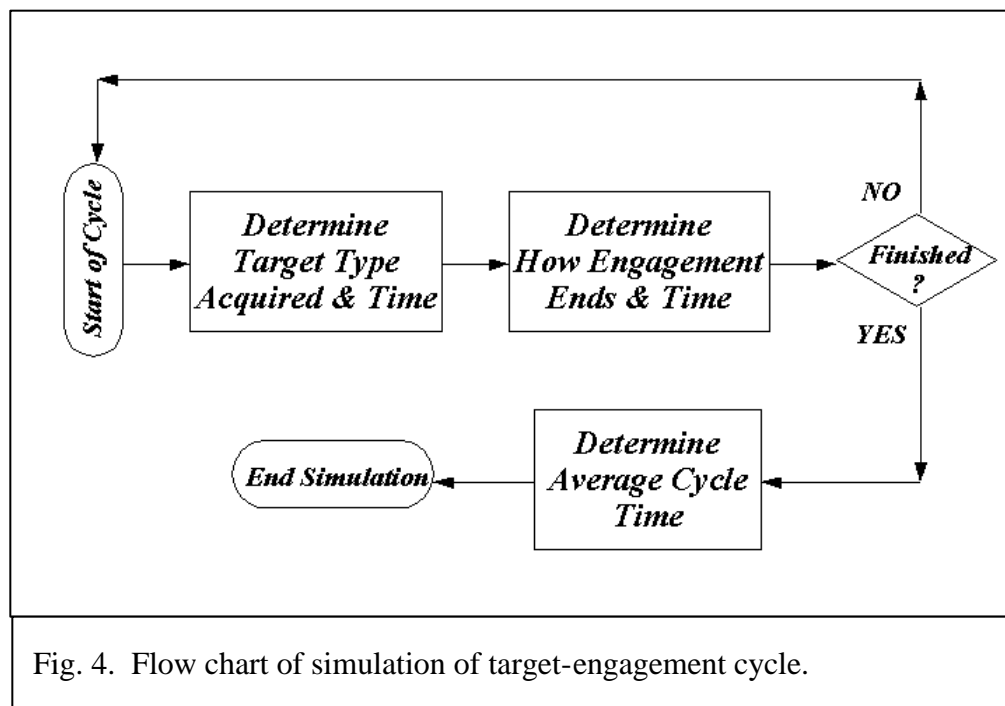 Start of Cycle
Determine
Target Type
Acquired & Time
Determine
How Engagement
Ends & Time
NO
Finished
?
YES
Determine
Average Cycle
Time
End Simulation
Fig. 4. Flow chart of simulation of target-engagement cycle.